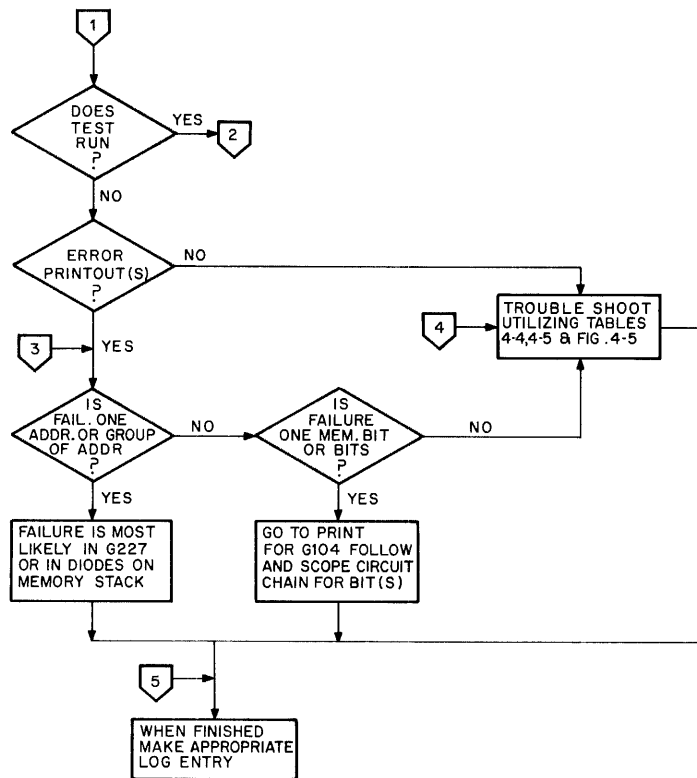 1
DOES
TEST
RUN
?
YES
2
NO
ERROR
PRINTOUT(S)
?
NO
YES
3
4
TROUBLE SHOOT
UTILIZING TABLES
4-4,4-5 & FIG.4-5
IS
FAIL. ONE
ADDR. OR GROUP
OF ADDR
?
NO
IS
FAILURE
ONE MEM. BIT
OR BITS
?
NO
YES
YES
FAILURE IS MOST
LIKELY IN G227
OR IN DIODES ON
MEMORY STACK
GO TO PRINT
FOR G104 FOLLOW
AND SCOPE CIRCUIT
CHAIN FOR BIT(S)
5
WHEN FINISHED
MAKE APPROPRIATE
LOG ENTRY